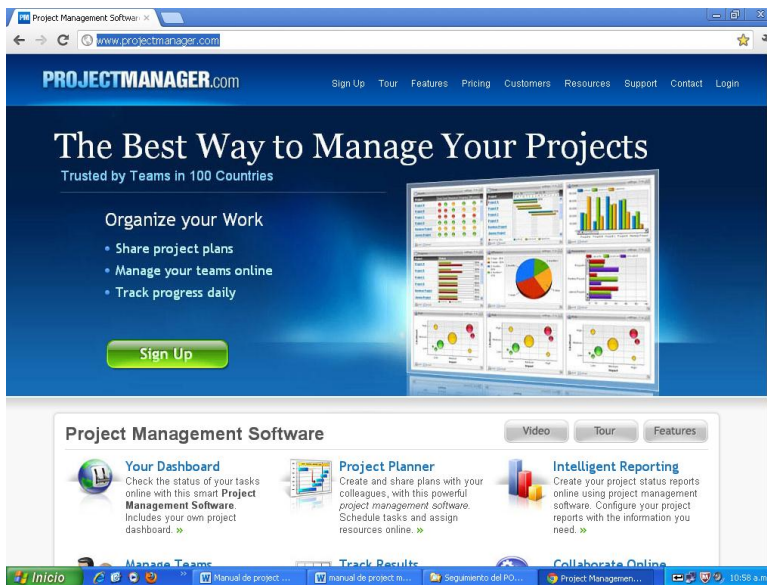 Project Management Softwar
www.projectmanager.com
PROJECTMANAGER.com
Sign Up Tour Features Pricing Customers Resources Support Contact Login
The Best Way to Manage Your Projects
Trusted by Teams in 100 Countries
Organize your Work
• Share project plans
• Manage your teams online
• Track progress daily
Sign Up
Project Management Software
Video Tour Features
Your Dashboard
Check the status of your tasks
online with this smart Project
Management Software.
Includes your own project
dashboard. »
Project Planner
Create and share plans with your
colleagues, with this powerful
project management software.
Schedule tasks and assign
resources online. »
Intelligent Reporting
Create your project status reports
online using project management
software. Configure your project
reports with the information you
need. »
Manage Teams Track Results Collaborate Online
Inicio » Manual de project ... manual de project m... Seguimiento del PO... Project Managemen... 10:58 a.m.